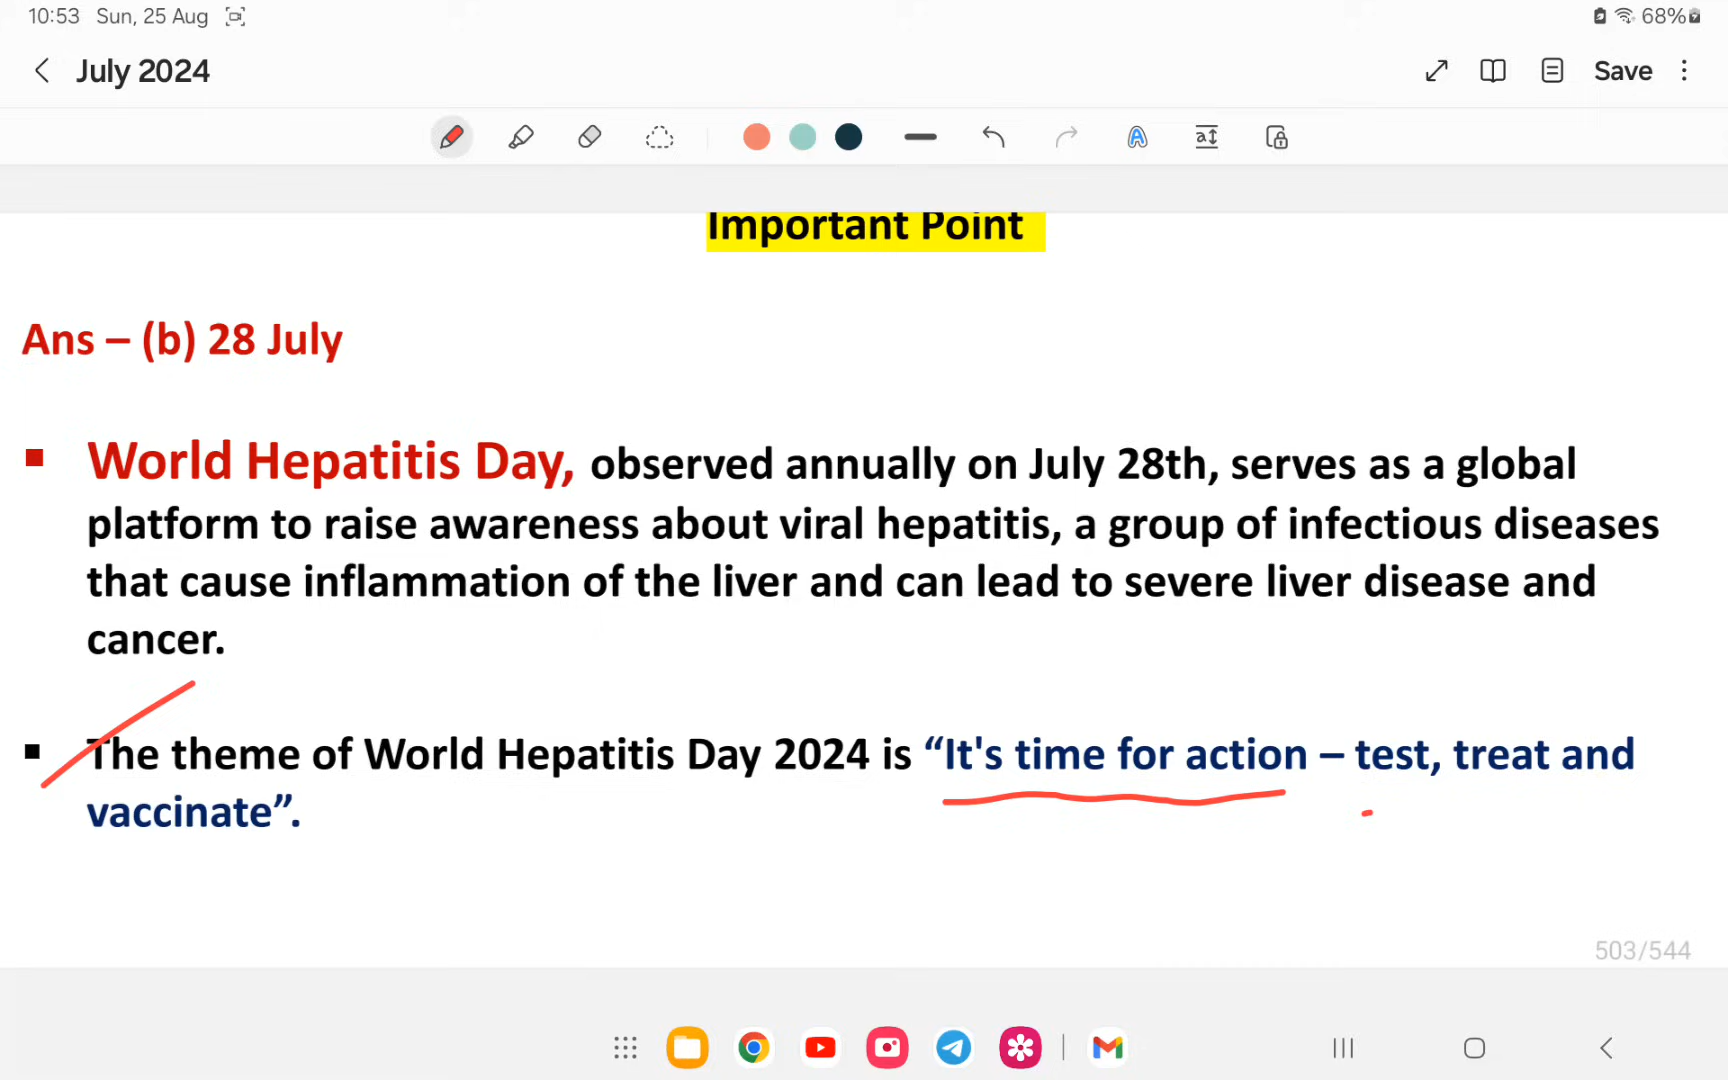 10:53 Sun, 25 Aug 68%
July 2024 Save
Important Point
Ans – (b) 28 July
▪ World Hepatitis Day, observed annually on July 28th, serves as a global
platform to raise awareness about viral hepatitis, a group of infectious diseases
that cause inflammation of the liver and can lead to severe liver disease and
cancer.
▪ The theme of World Hepatitis Day 2024 is “It's time for action – test, treat and
vaccinate”.
503/544